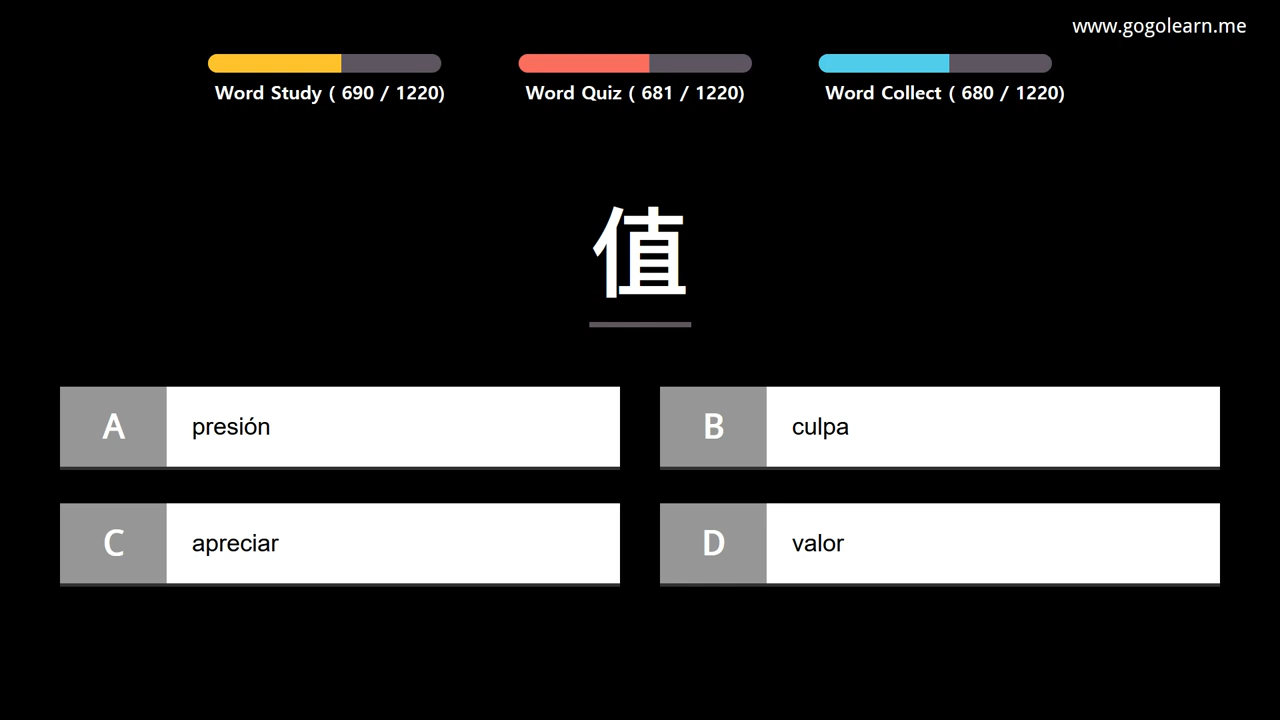 www.gogolearn.me
Word Study ( 690 / 1220)
Word Quiz ( 681 / 1220)
Word Collect ( 680 / 1220)
值
A presión
B culpa
C apreciar
D valor